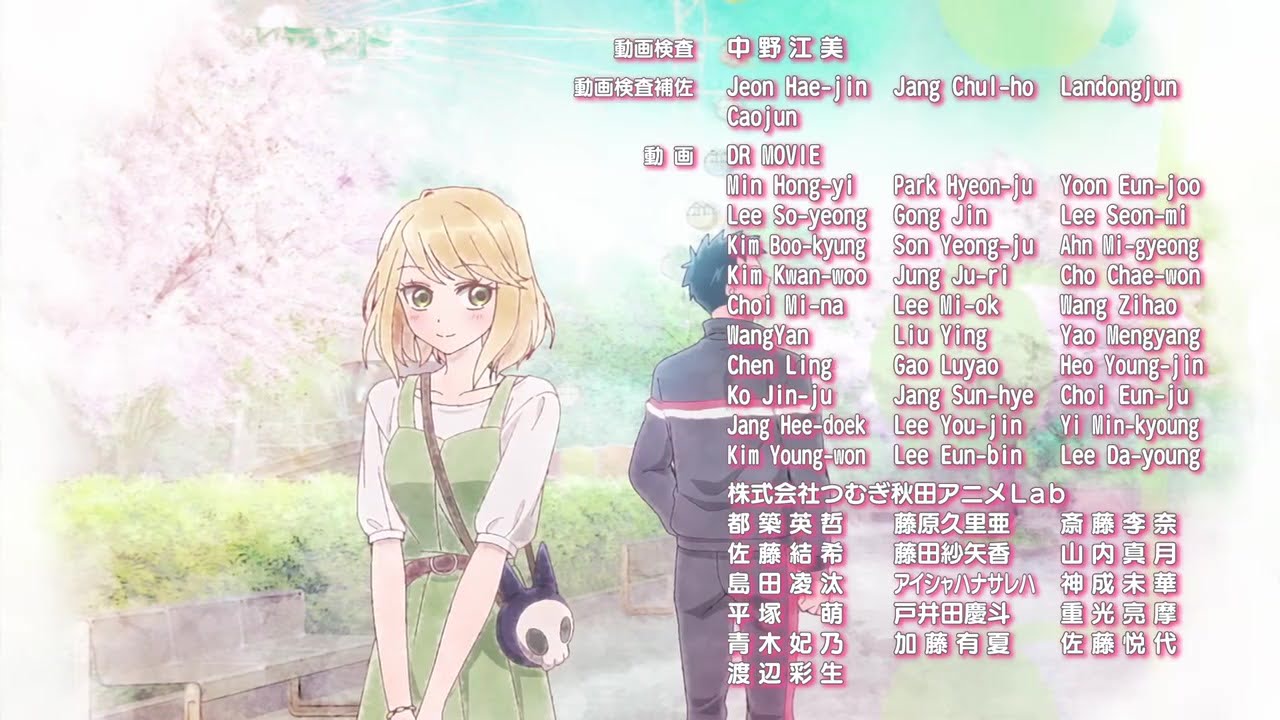 動画検査 中野江美
動画検査補佐 Jeon Hae-jin Jang Chul-ho Landongjun
Caojun
動画 DR MOVIE
Min Hong-yi Park Hyeon-ju Yoon Eun-joo
Lee So-yeong Gong Jin Lee Seon-mi
Kim Boo-kyung Son Yeong-ju Ahn Mi-gyeong
Kim Kwan-woo Jung Ju-ri Cho Chae-won
Choi Mi-na Lee Mi-ok Wang Zihao
WangYan Liu Ying Yao Mengyang
Chen Ling Gao Luyao Heo Young-jin
Ko Jin-ju Jang Sun-hye Choi Eun-ju
Jang Hee-doek Lee You-jin Yi Min-kyoung
Kim Young-won Lee Eun-bin Lee Da-young
株式会社つむぎ秋田アニメLab
都築英哲 藤原久里亜 斎藤李奈
佐藤結希 藤田紗矢香 山内真月
島田凌汰 アイシャハナサレハ 神成未華
平塚 萌 戸井田慶斗 重光亮摩
青木妃乃 加藤有夏 佐藤悦代
渡辺彩生